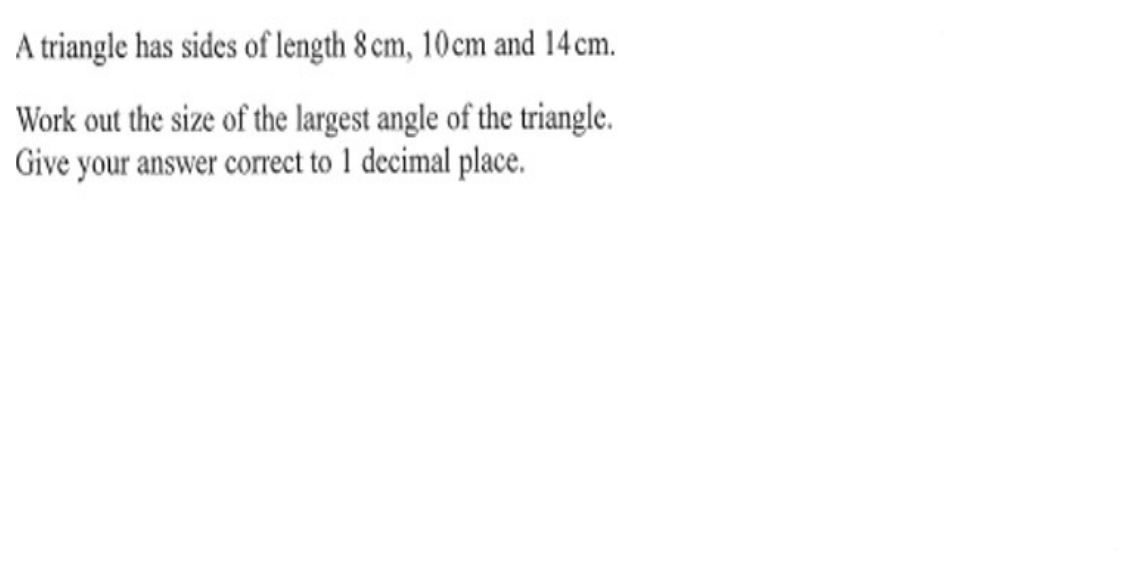 A triangle has sides of length 8 cm, 10 cm and 14 cm.
Work out the size of the largest angle of the triangle.
Give your answer correct to 1 decimal place.